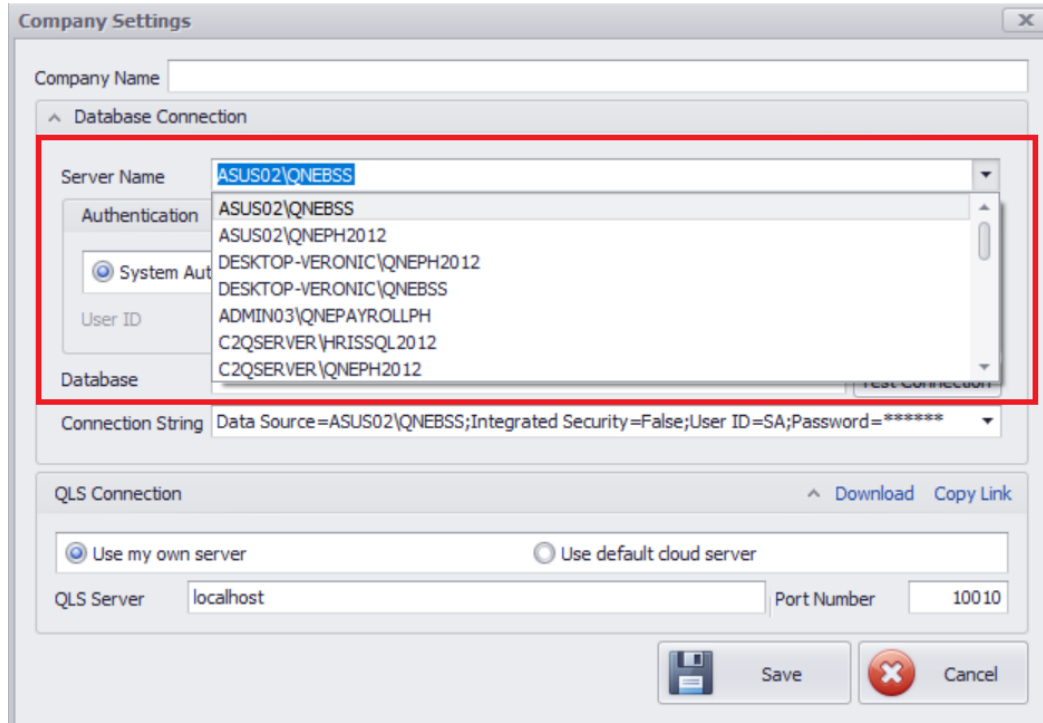 Company Settings
Company Name
Database Connection
Server Name ASUS02\QNEBSS
ASUS02\QNEBSS
Authentication
ASUS02\QNEPH2012
DESKTOP-VERONIC\QNEPH2012
System Aut
DESKTOP-VERONIC\QNEBSS
ADMIN03\QNEPAYROLLPH
User ID
C2QSERVER\HRISSQL2012
C2QSERVER\QNEPH2012
Database Test Connection
Connection String Data Source=ASUS02\QNEBSS;Integrated Security=False;User ID=SA;Password=******
QLS Connection Download Copy Link
Use my own server Use default cloud server
QLS Server localhost Port Number 10010
Save Cancel